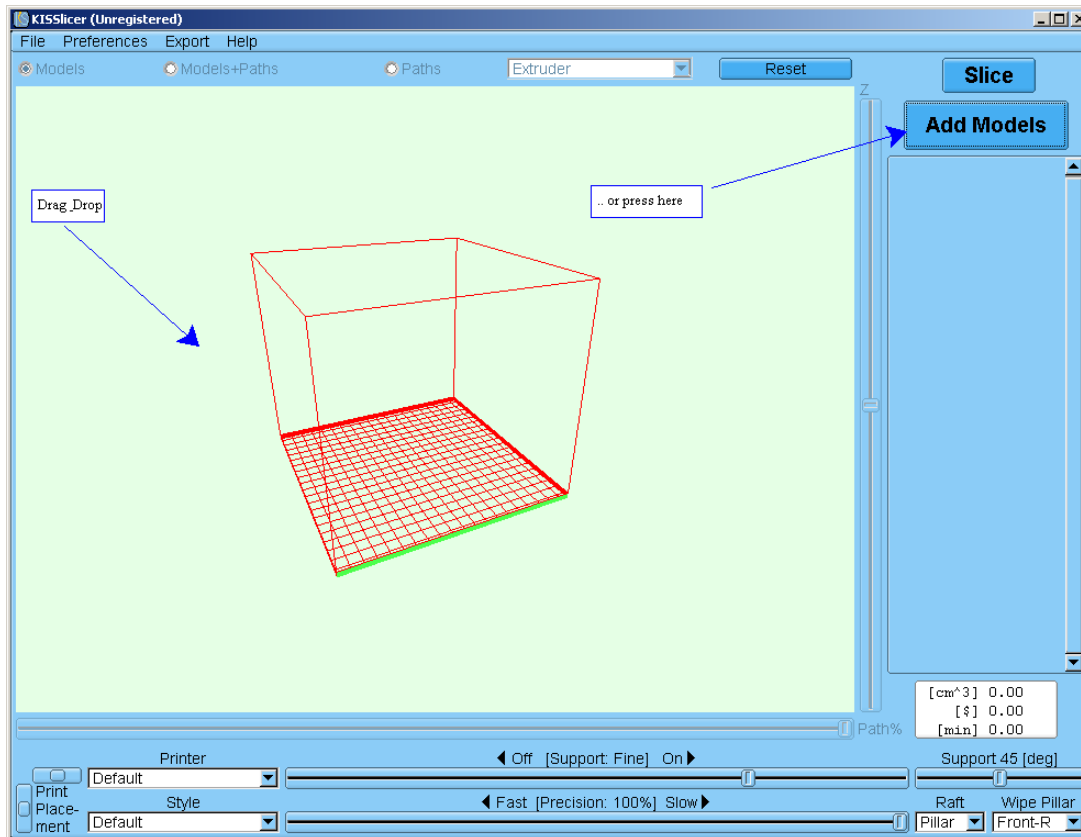 KISSlicer (Unregistered)
File Preferences Export Help
Models Models+Paths Paths Extruder Reset
Slice
Z
Add Models
Drag_Drop
.. or press here
[cm^3] 0.00
[$] 0.00
[min] 0.00
Path%
Printer
Off [Support: Fine] On
Support 45 [deg]
Default
Print
Place-
ment
Style
Fast [Precision: 100%] Slow
Raft Wipe Pillar
Default
Pillar Front-R